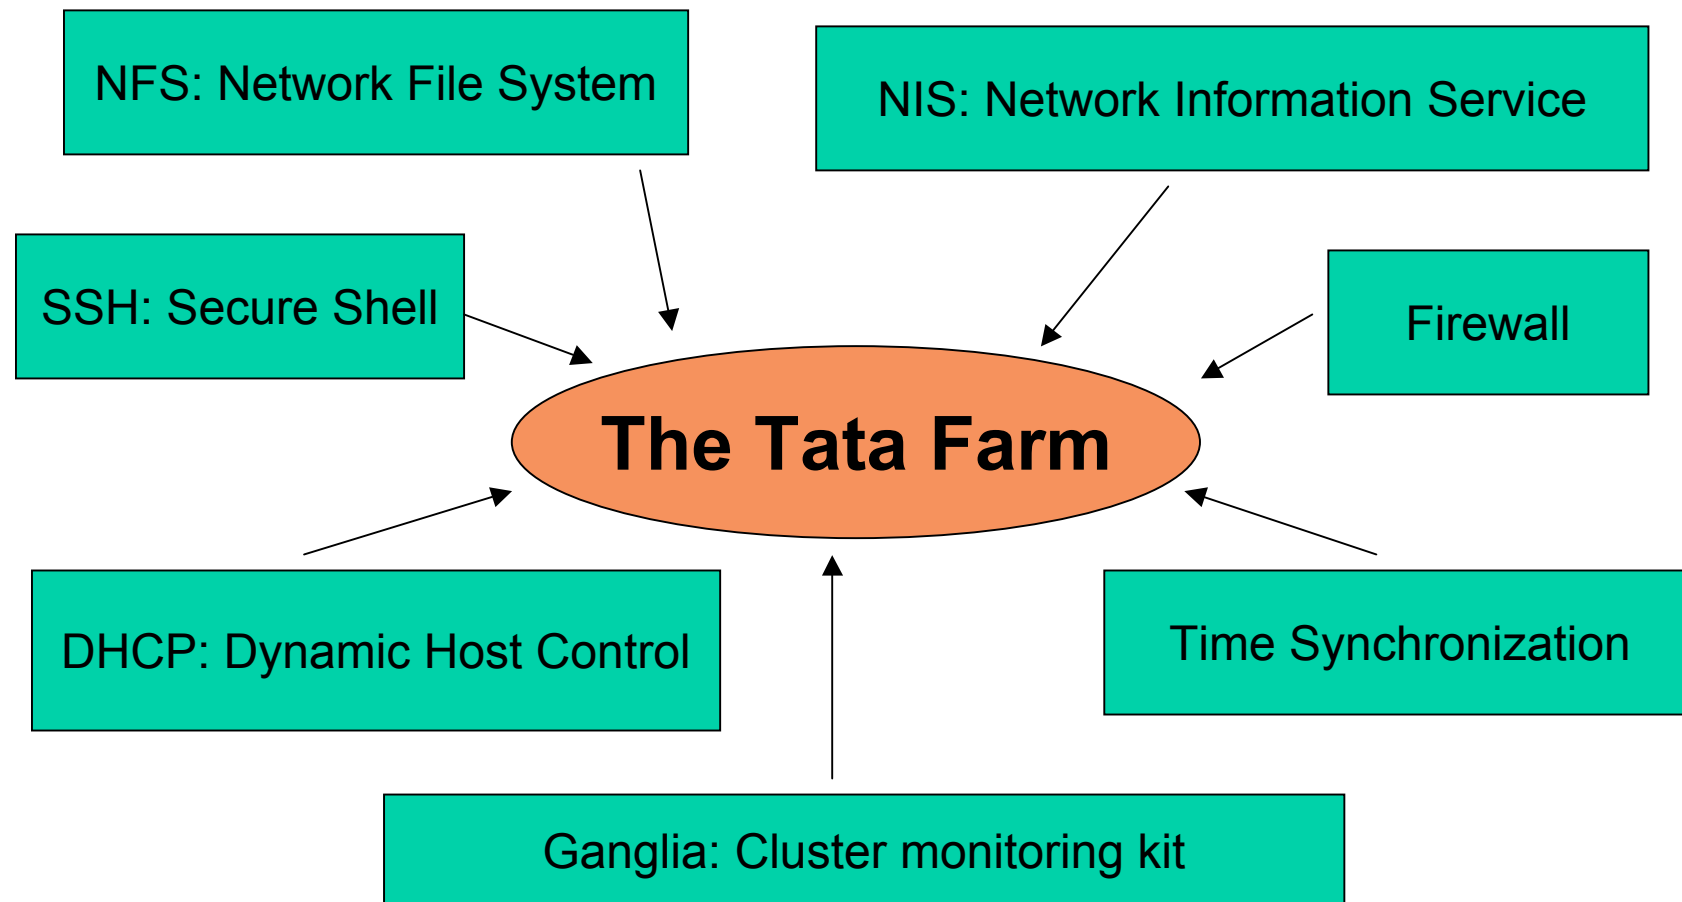 NFS: Network File System
NIS: Network Information Service
SSH: Secure Shell
Firewall
The Tata Farm
DHCP: Dynamic Host Control
Time Synchronization
Ganglia: Cluster monitoring kit